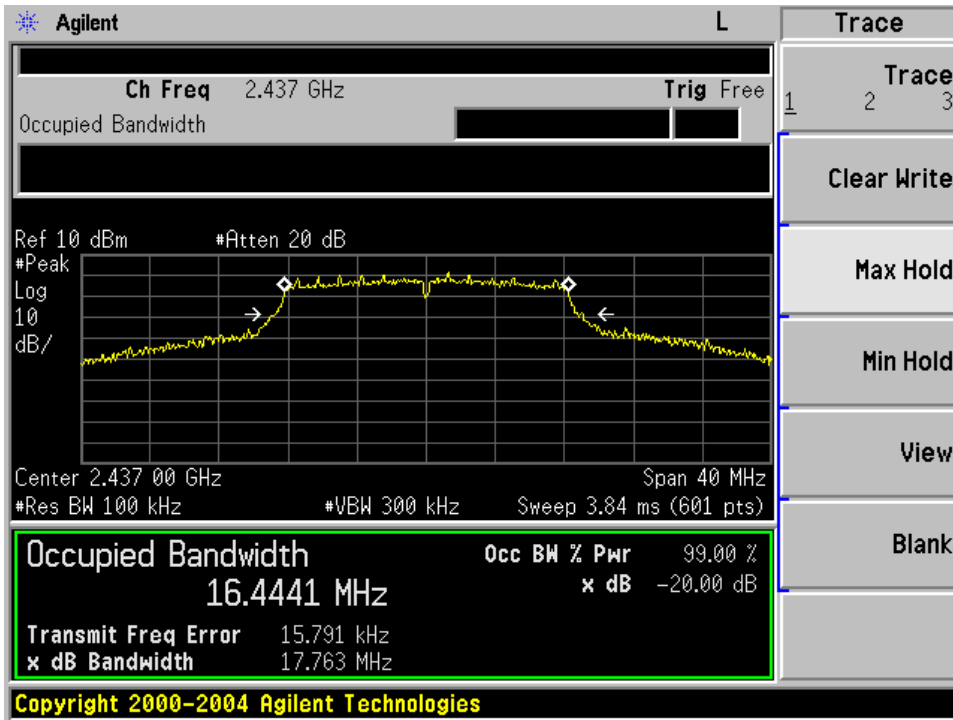 Agilent L Trace
Ch Freq 2.437 GHz Trig Free
Occupied Bandwidth
Trace
1 2 3
Clear Write
Ref 10 dBm #Atten 20 dB
#Peak
Log
10
dB/
Max Hold
Min Hold
View
Center 2.437 00 GHz Span 40 MHz
#Res BW 100 kHz #VBW 300 kHz Sweep 3.84 ms (601 pts)
Blank
Occupied Bandwidth Occ BW % Pwr 99.00 %
16.4441 MHz x dB -20.00 dB
Transmit Freq Error 15.791 kHz
x dB Bandwidth 17.763 MHz
Copyright 2000-2004 Agilent Technologies